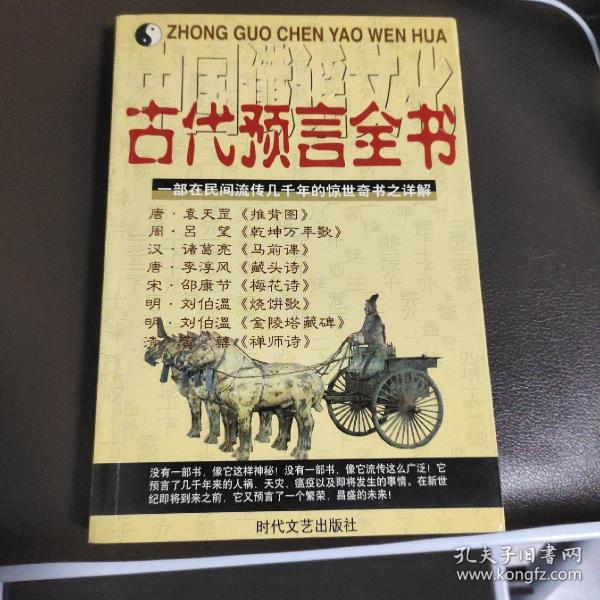 ZHONG GUO CHEN YAO WEN HUA
中国谶谣文化
古代预言全书
一部在民间流传几千年的惊世奇书之详解
唐·袁天罡《推背图》
周·吕望《乾坤万年歌》
汉·诸葛亮《马前课》
唐·李淳风《藏头诗》
宋·邵康节《梅花诗》
明·刘伯温《烧饼歌》
明·刘伯温《金陵塔藏碑》
《禅师诗》
没有一部书，像它这样神秘！没有一部书，像它流传这么广泛！它
预言了几千年来的人祸、天灾、瘟疫以及即将发生的事情。在新世
纪即将到来之前，它又预言了一个繁荣，昌盛的未来！
时代文艺出版社
孔夫子旧书网
www.kongfz.com